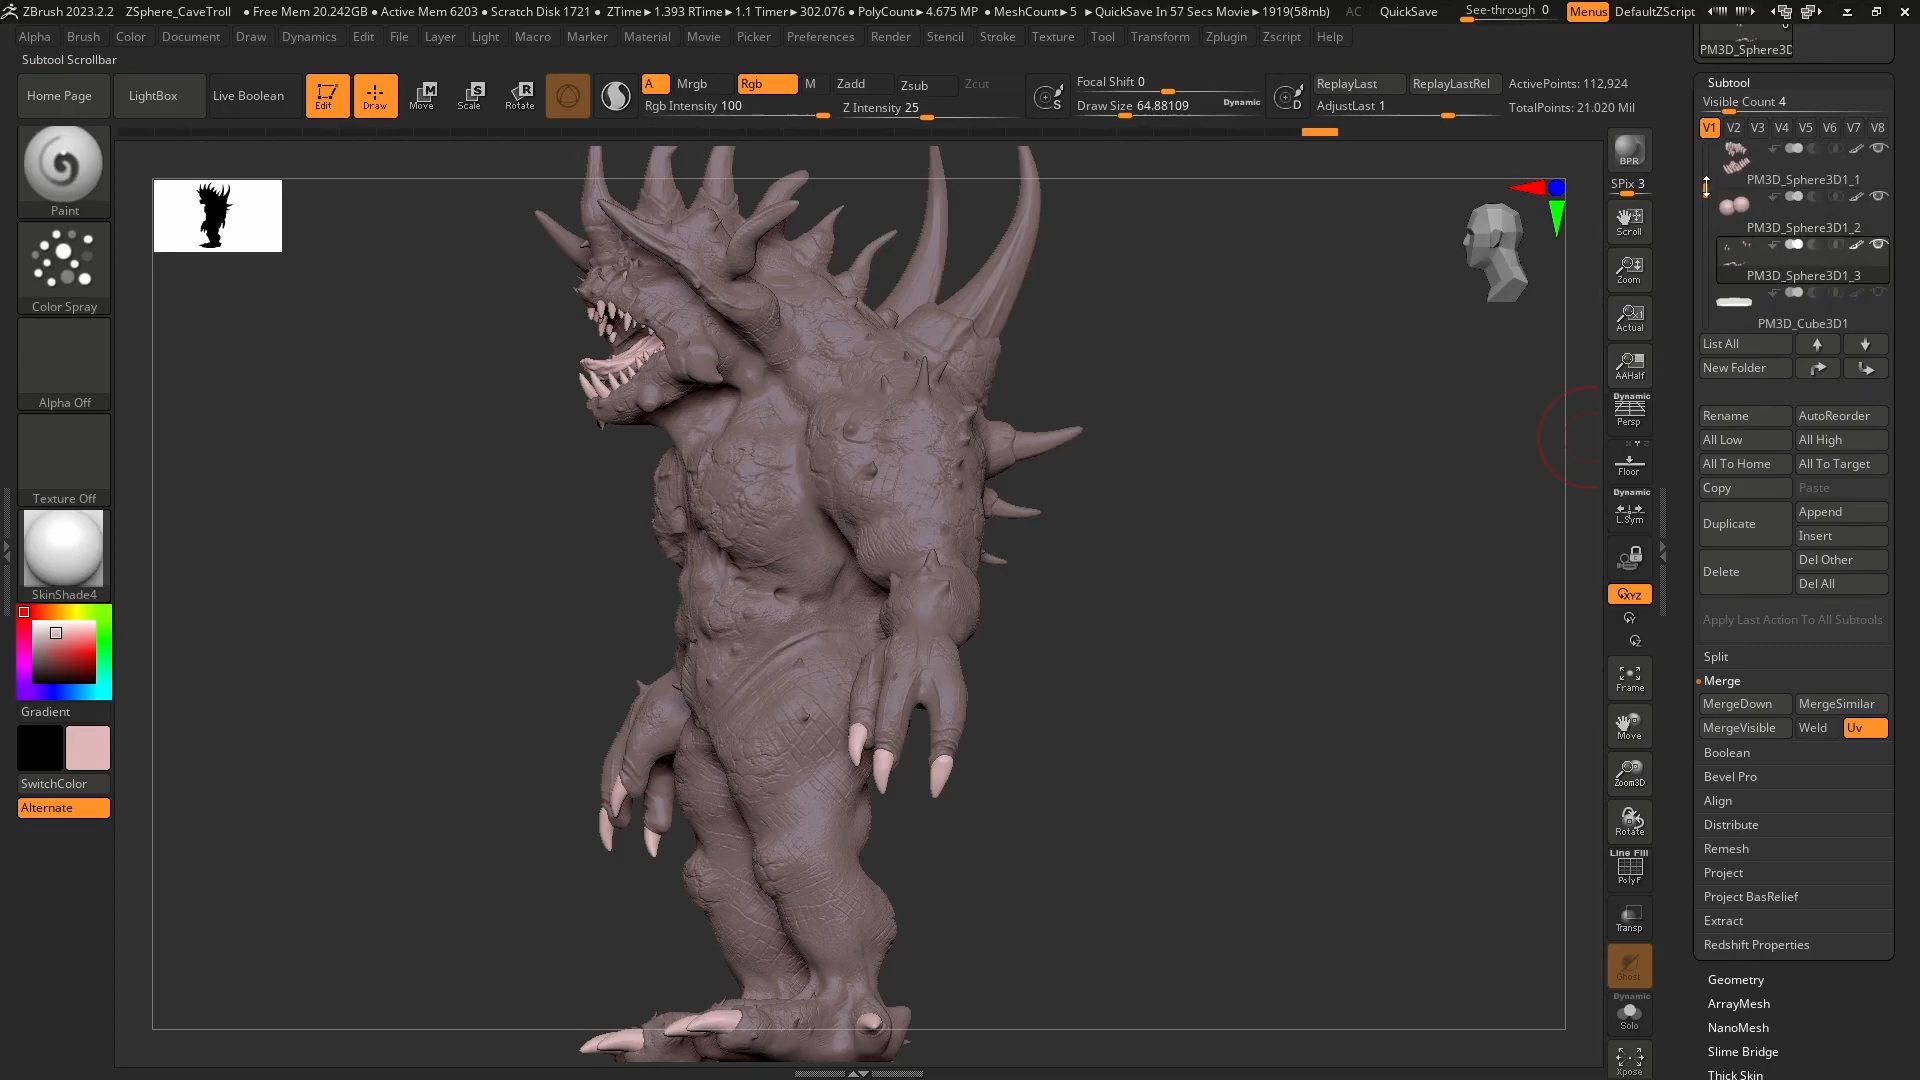 ZBrush 2023.2.2 ZSphere_CaveTroll ● Free Mem 20.242GB ● Active Mem 6203 ● Scratch Disk 1721 ● ZTime►1.393 RTime►1.1 Timer►302.076 ● PolyCount►4.675 MP ● MeshCount►5 ►QuickSave In 57 Secs Movie►1919(58mb) AC QuickSave See-through 0 Menus DefaultZScript
Alpha Brush Color Document Draw Dynamics Edit File Layer Light Macro Marker Material Movie Picker Preferences Render Stencil Stroke Texture Tool Transform Zplugin Zscript Help
PM3D_Sphere3D
Subtool Scrollbar
Home Page
LightBox
Live Boolean
Edit
Draw
Move
Scale
Rotate
A
Mrgb
Rgb
M
Rgb Intensity 100
Zadd
Zsub
Zcut
Z Intensity 25
S
Focal Shift 0
Draw Size 64.88109
Dynamic
D
ReplayLast
ReplayLastRel
AdjustLast 1
ActivePoints: 112,924
TotalPoints: 21.020 Mil
Paint
Color Spray
Alpha Off
Texture Off
SkinShade4
Gradient
SwitchColor
Alternate
BPR
SPix 3
Scroll
Zoom
Actual
AAHalf
Dynamic
Persp
Floor
Dynamic
L.Sym
XYZ
Frame
Move
Zoom3D
Rotate
Line Fill
PolyF
Transp
Ghost
Dynamic
Solo
Xpose
Subtool
Visible Count 4
V1 V2 V3 V4 V5 V6 V7 V8
PM3D_Sphere3D1_1
PM3D_Sphere3D1_2
PM3D_Sphere3D1_3
PM3D_Cube3D1
List All
New Folder
Rename AutoReorder
All Low All High
All To Home All To Target
Copy Paste
Duplicate
Append
Insert
Delete
Del Other
Del All
Apply Last Action To All Subtools
Split
Merge
MergeDown MergeSimilar
MergeVisible Weld Uv
Boolean
Bevel Pro
Align
Distribute
Remesh
Project
Project BasRelief
Extract
Redshift Properties
Geometry
ArrayMesh
NanoMesh
Slime Bridge
Thick Skin